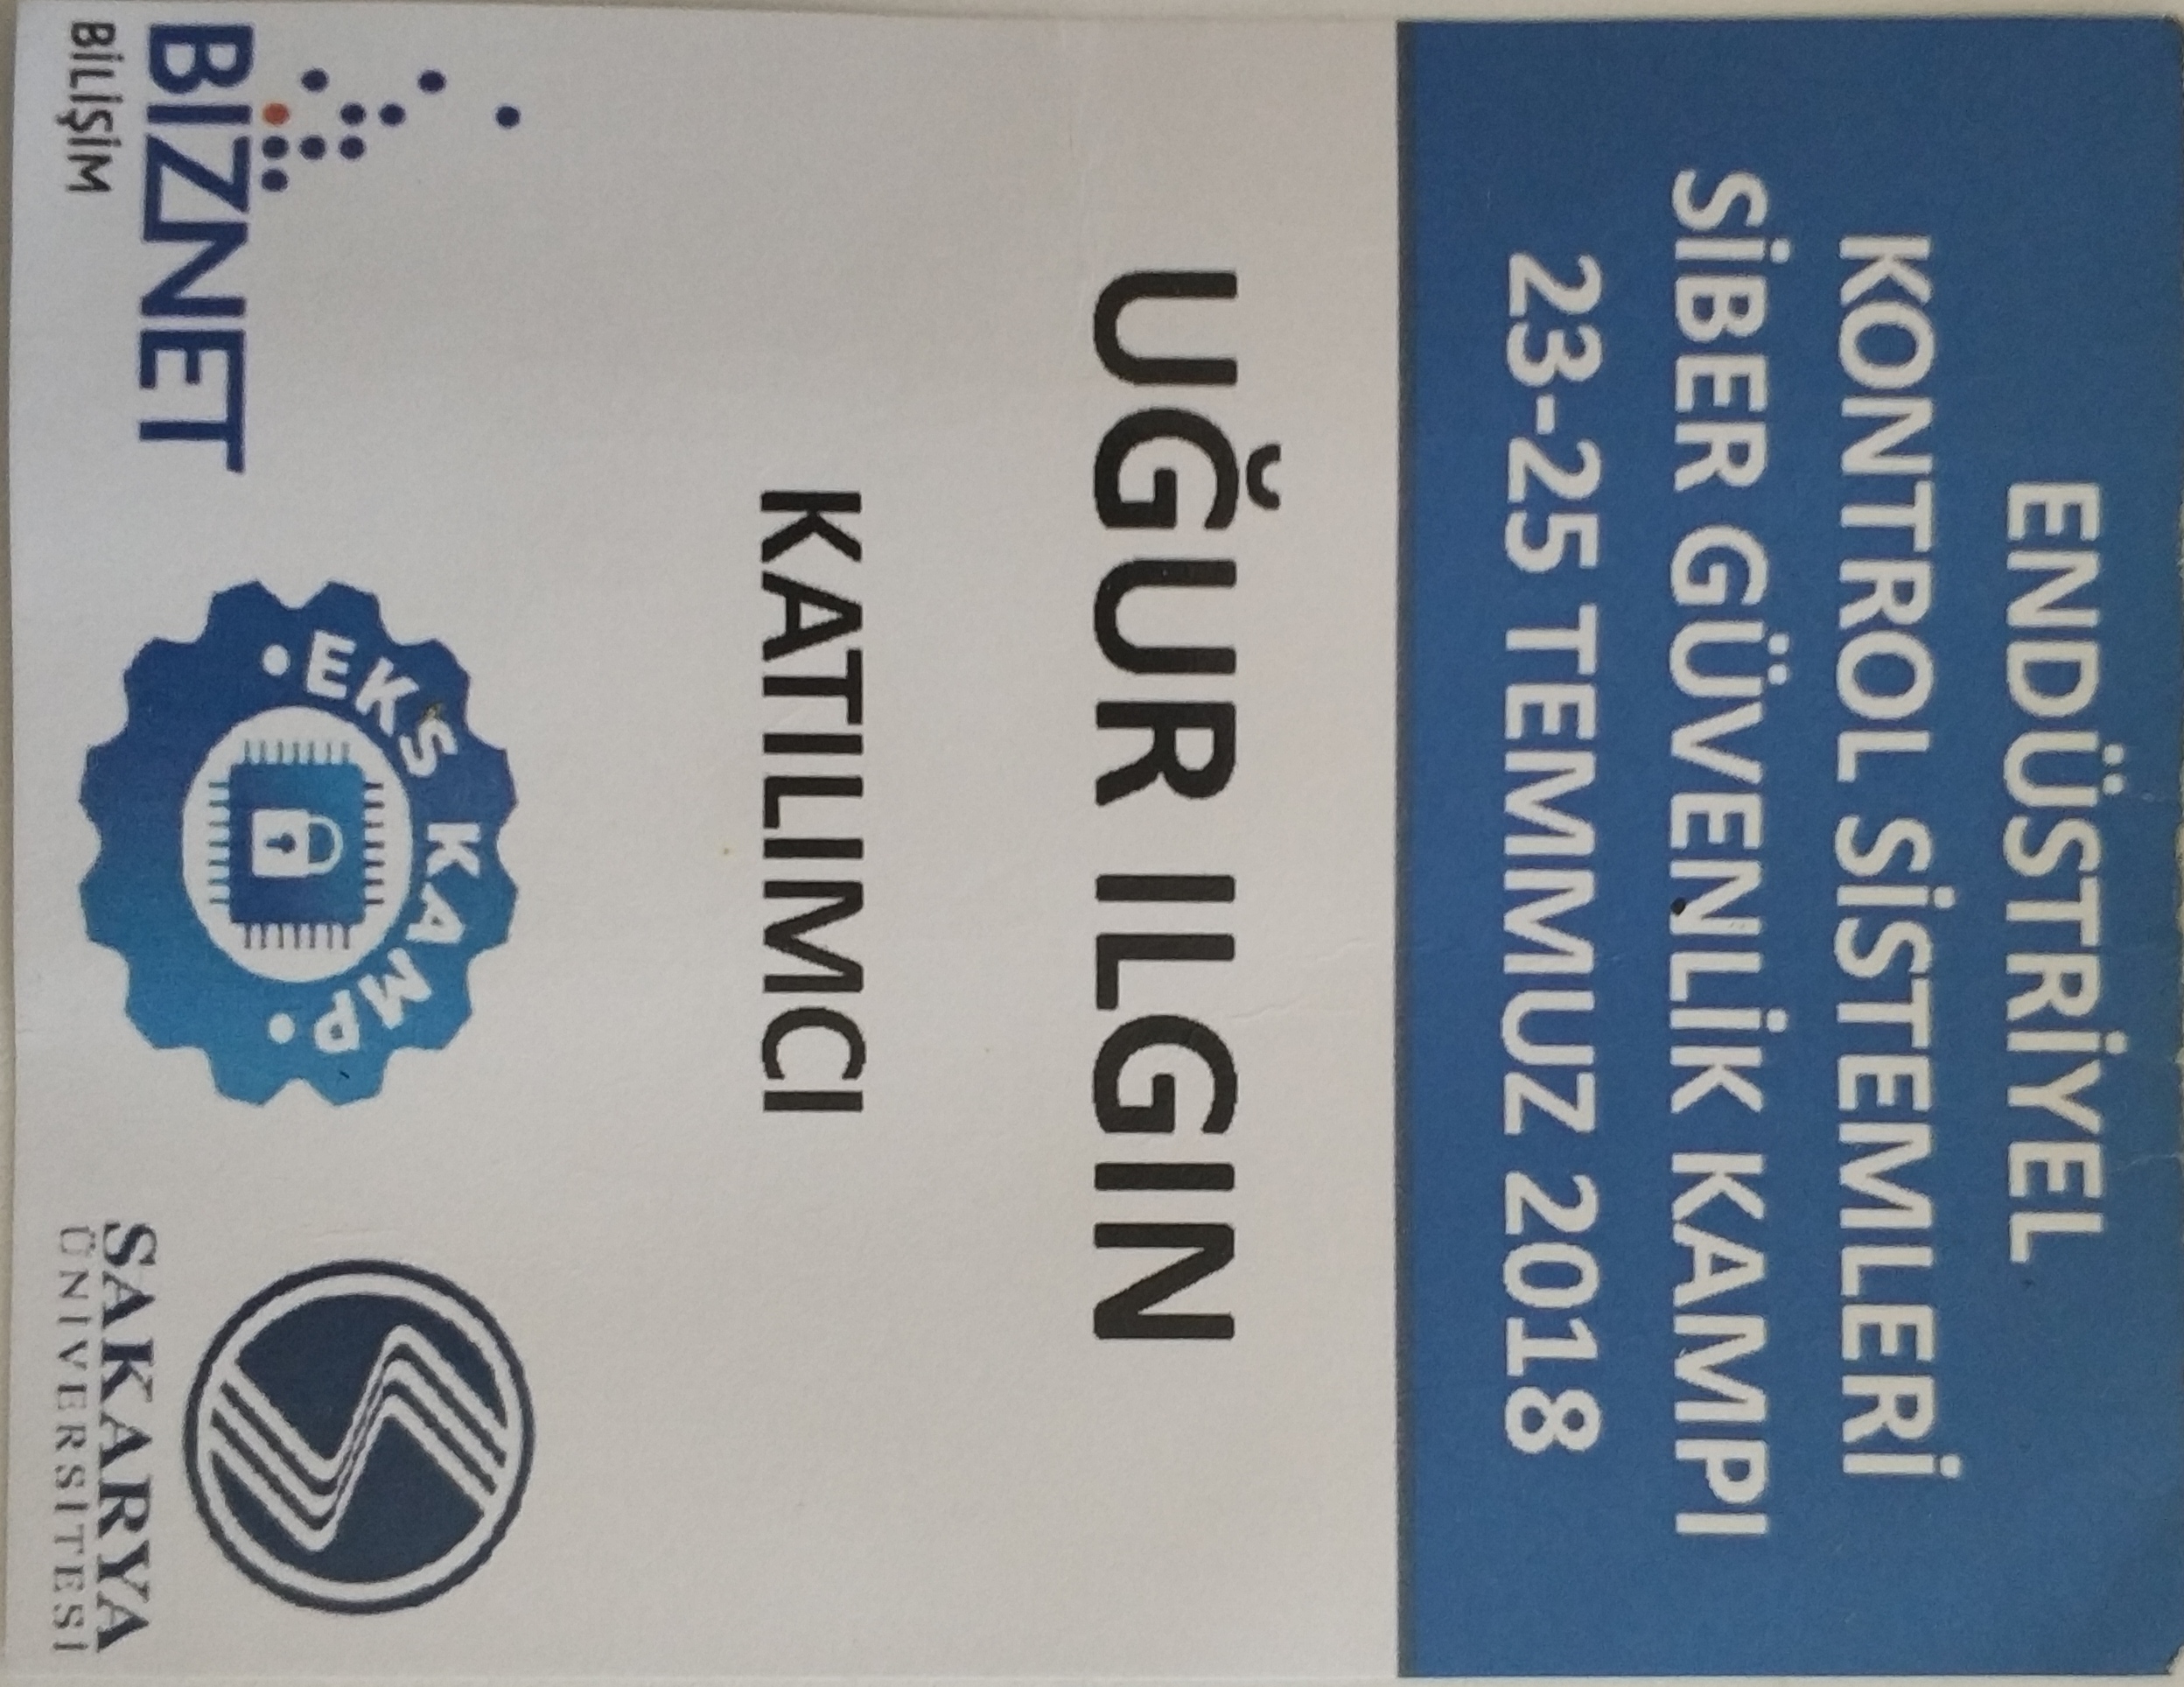 ENDÜSTRİYEL
KONTROL SİSTEMLERİ
SİBER GÜVENLİK KAMPI
23-25 TEMMUZ 2018
UĞUR ILGIN
KATILIMCI
BİZNET
BİLİŞİM
EKS KAMP
SAKARYA
ÜNİVERSİTESİ